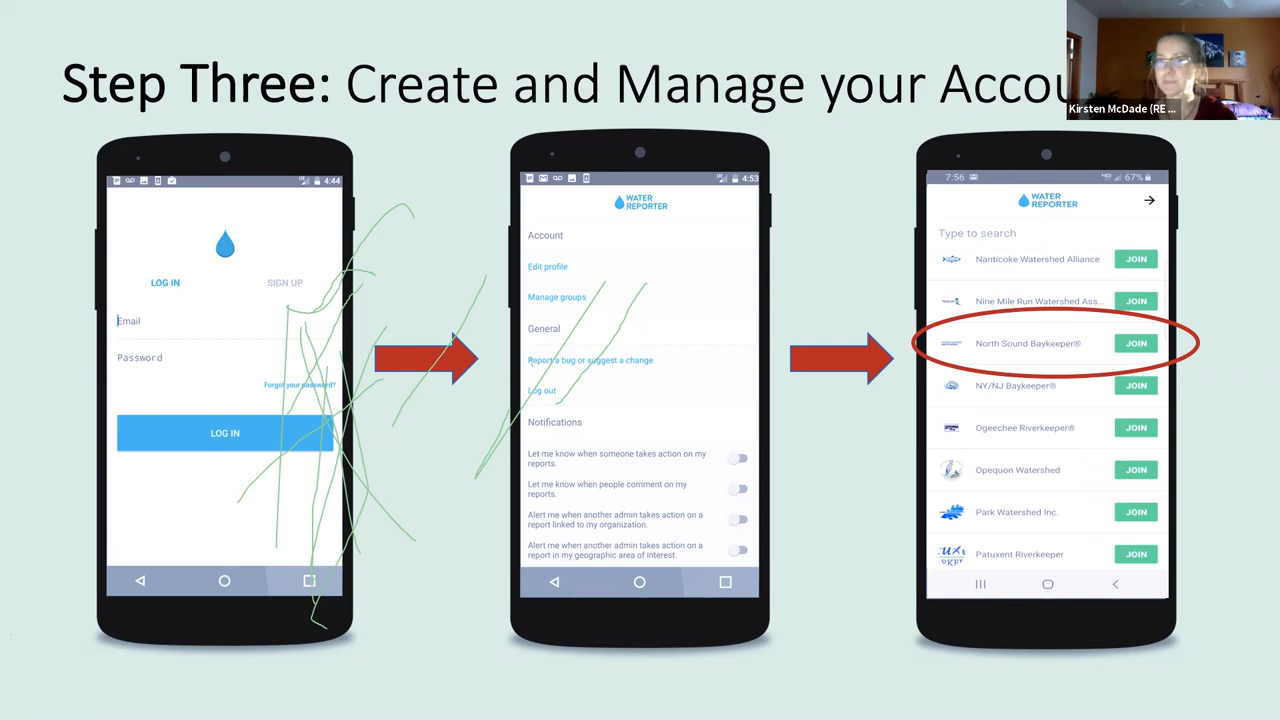 Step Three: Create and Manage your Accou
Kirsten McDade (RE ...
4:44
LOG IN
SIGN UP
Email
Password
Forgot your password?
LOG IN
4:53
WATER
REPORTER
Account
Edit profile
Manage groups
General
Report a bug or suggest a change
Log out
Notifications
Let me know when someone takes action on my
reports.
Let me know when people comment on my
reports.
Alert me when another admin takes action on a
report linked to my organization.
Alert me when another admin takes action on a
report in my geographic area of interest.
7:56
67%
WATER
REPORTER
Type to search
Nanticoke Watershed Alliance
JOIN
Nine Mile Run Watershed Ass...
JOIN
North Sound Baykeeper®
JOIN
NY/NJ Baykeeper®
JOIN
Ogeechee Riverkeeper®
JOIN
Opequon Watershed
JOIN
Park Watershed Inc.
JOIN
Patuxent Riverkeeper
JOIN